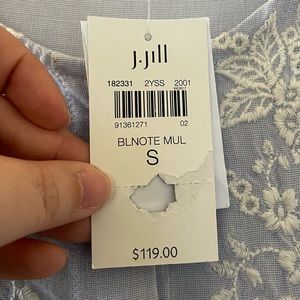 j.jill
182331 2YSS 2001
91361271 02
BLNOTE MUL
S
$119.00